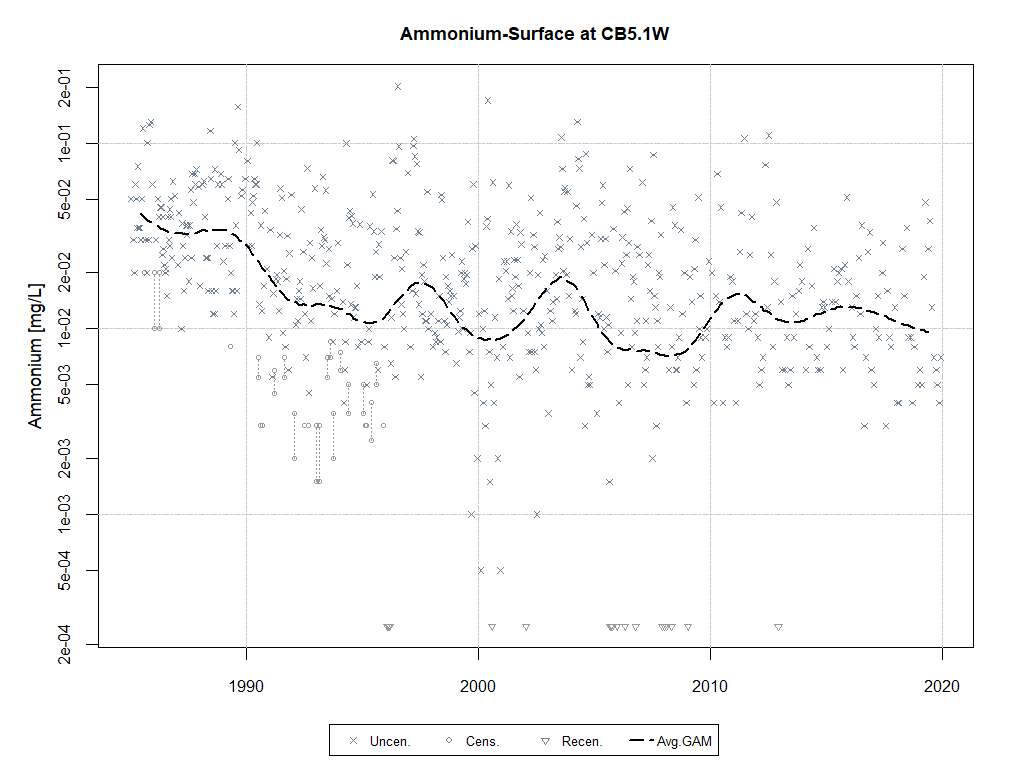 Ammonium-Surface at CB5.1W
Ammonium [mg/L]
2e-01
1e-01
5e-02
2e-02
1e-02
5e-03
2e-03
1e-03
5e-04
2e-04
1990 2000 2010 2020
Uncen. Cens. Recen. Avg.GAM